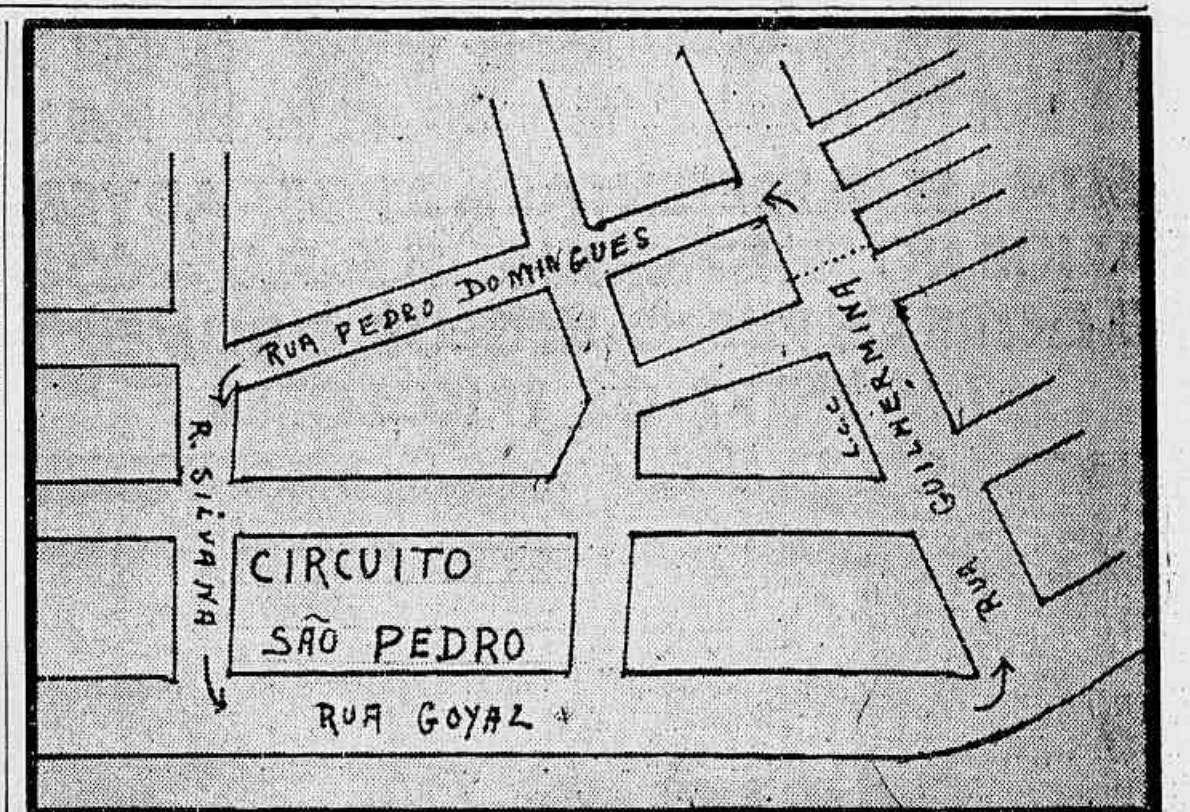 RUA PEDRO DOMINGUES
R. SILVANA
L.C.C.
RUA GUILHERMINA
CIRCUITO
SÃO PEDRO
RUA GOYAZ